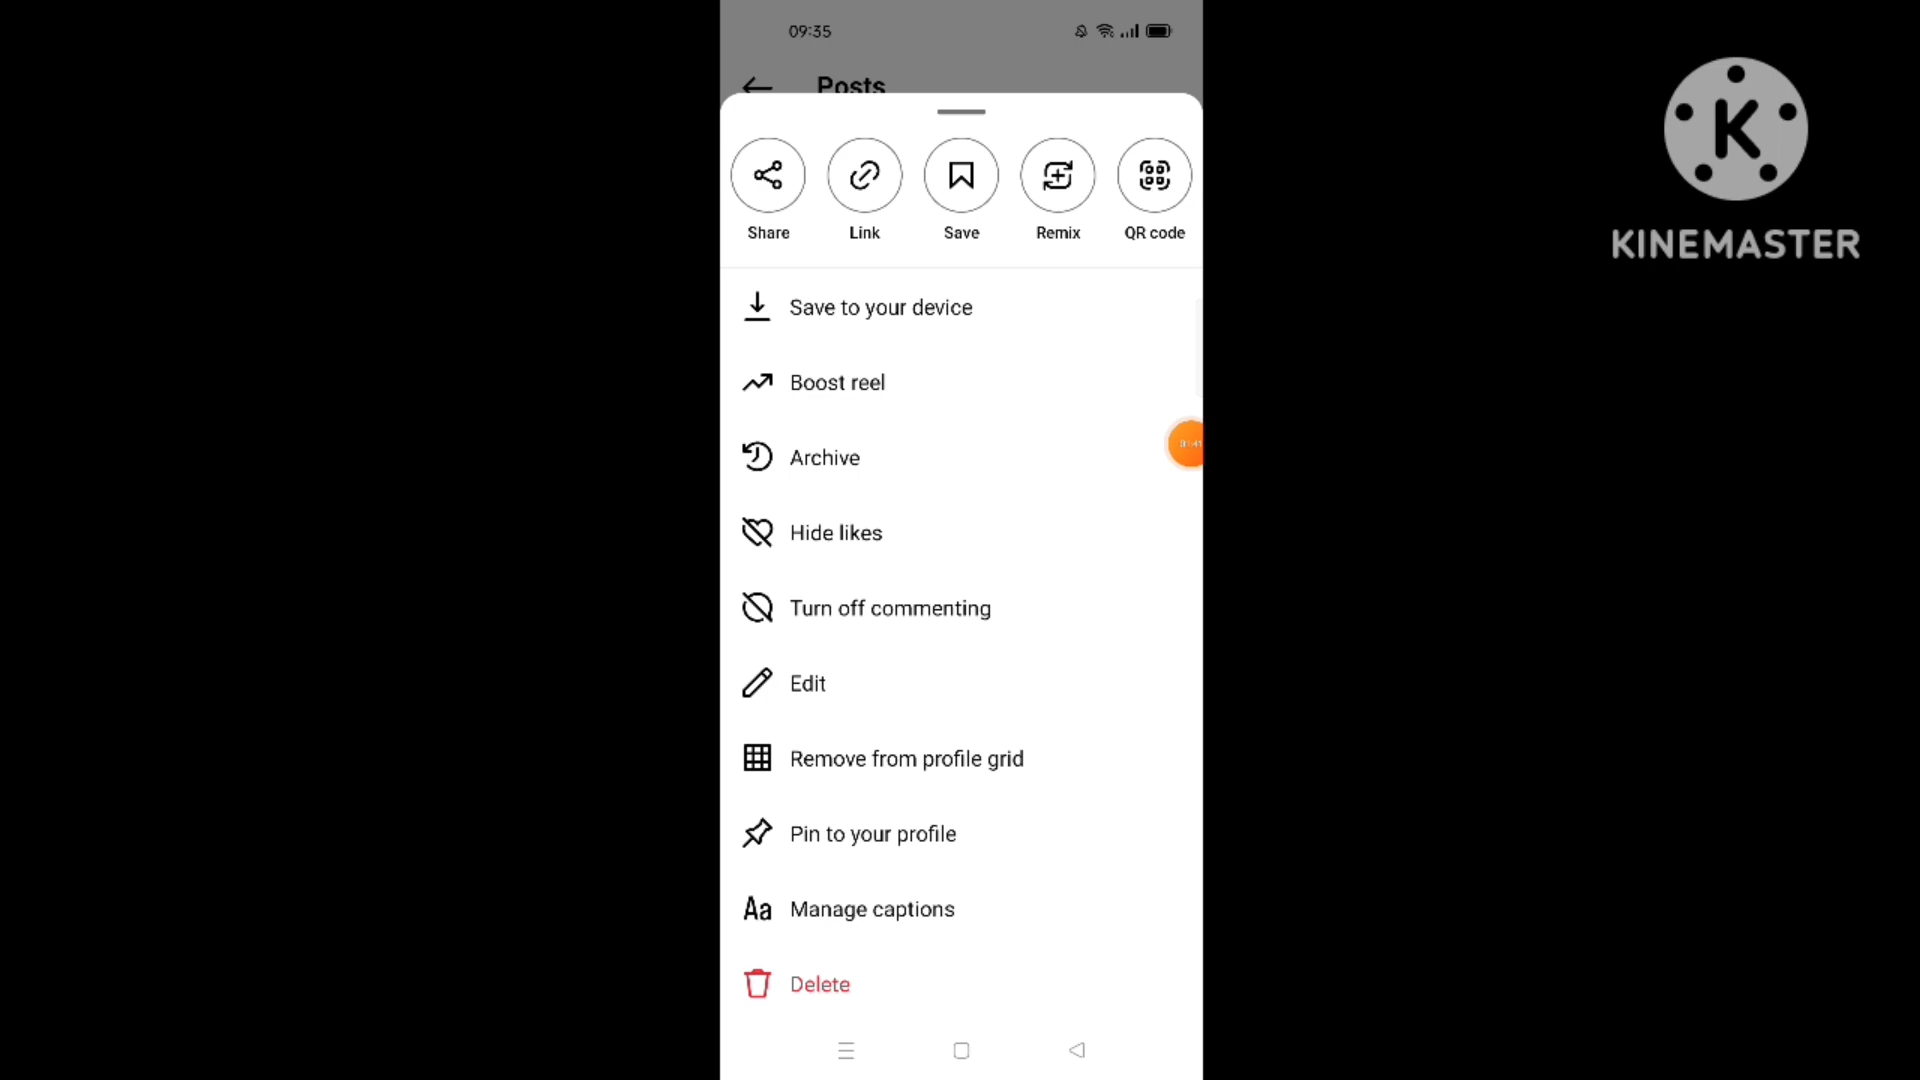 09:35
Posts
K
KINEMASTER
Share
Link
Save
Remix
QR code
Save to your device
Boost reel
Archive
Hide likes
Turn off commenting
Edit
Remove from profile grid
Pin to your profile
Aa
Manage captions
Delete